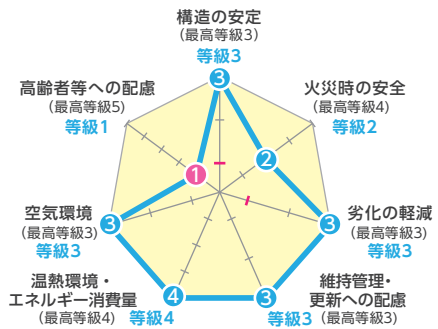 構造の安定
(最高等級3)
等級3
3
高齢者等への配慮
(最高等級5)
等級1
1
火災時の安全
(最高等級4)
等級2
2
空気環境
(最高等級3)
等級3
3
劣化の軽減
(最高等級3)
等級3
3
温熱環境・
エネルギー消費量
(最高等級4) 等級4
4
維持管理・
更新への配慮
等級3 (最高等級3)
3